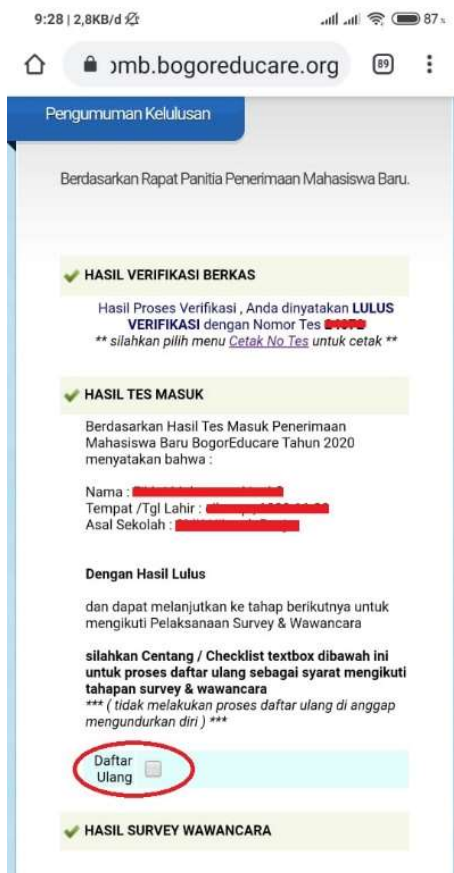 9:28 | 2,8KB/d
87
pmb.bogoreducare.org
89
Pengumuman Kelulusan
Berdasarkan Rapat Panitia Penerimaan Mahasiswa Baru.
HASIL VERIFIKASI BERKAS
Hasil Proses Verifikasi , Anda dinyatakan LULUS
VERIFIKASI dengan Nomor Tes
** silahkan pilih menu Cetak No Tes untuk cetak **
HASIL TES MASUK
Berdasarkan Hasil Tes Masuk Penerimaan
Mahasiswa Baru BogorEducare Tahun 2020
menyatakan bahwa :
Nama :
Tempat /Tgl Lahir :
Asal Sekolah :
Dengan Hasil Lulus
dan dapat melanjutkan ke tahap berikutnya untuk
mengikuti Pelaksanaan Survey & Wawancara
silahkan Centang / Checklist textbox dibawah ini
untuk proses daftar ulang sebagai syarat mengikuti
tahapan survey & wawancara
*** ( tidak melakukan proses daftar ulang di anggap
mengundurkan diri ) ***
Daftar
Ulang
HASIL SURVEY WAWANCARA